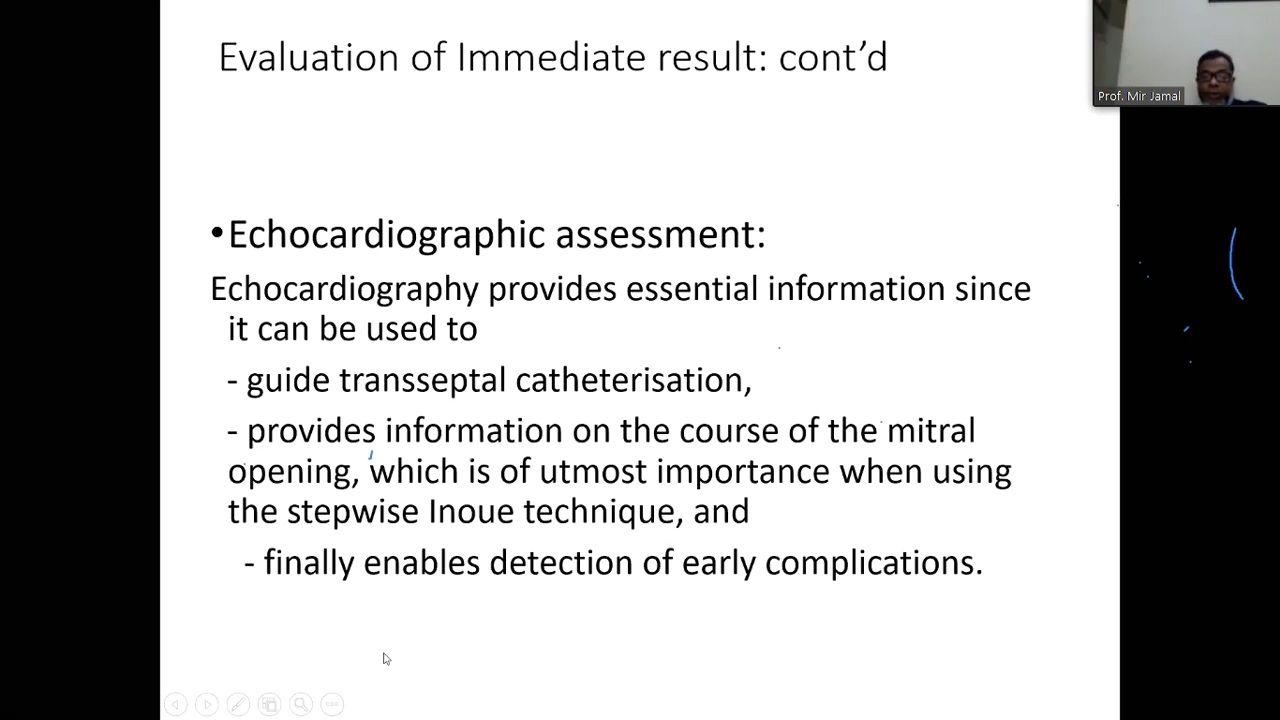 Evaluation of Immediate result: cont’d
Prof. Mir Jamal
•Echocardiographic assessment:
Echocardiography provides essential information since
it can be used to
- guide transseptal catheterisation,
- provides information on the course of the mitral
opening, which is of utmost importance when using
the stepwise Inoue technique, and
- finally enables detection of early complications.